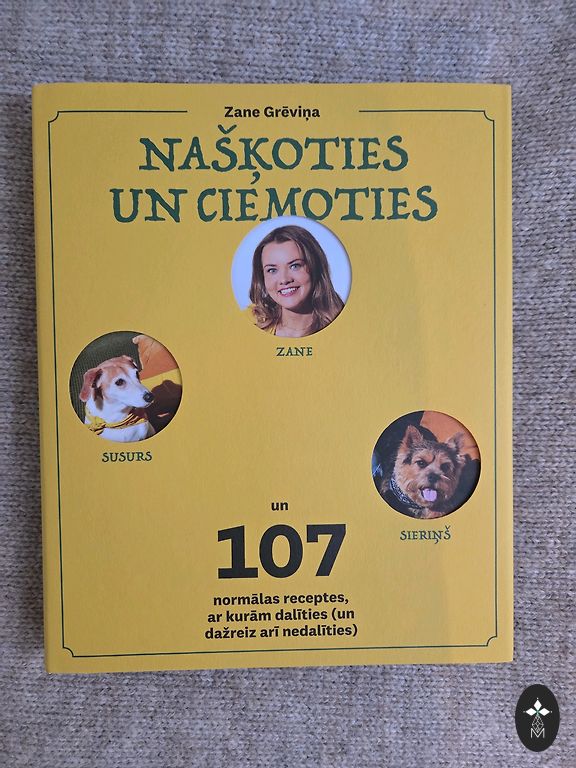 Zane Grēviņa
NAŠĶOTIES
UN CIEMOTIES
ZANE
SUSURS
SIERIŅŠ
un
107
normālas receptes,
ar kurām dalīties (un
dažreiz arī nedalīties)
M